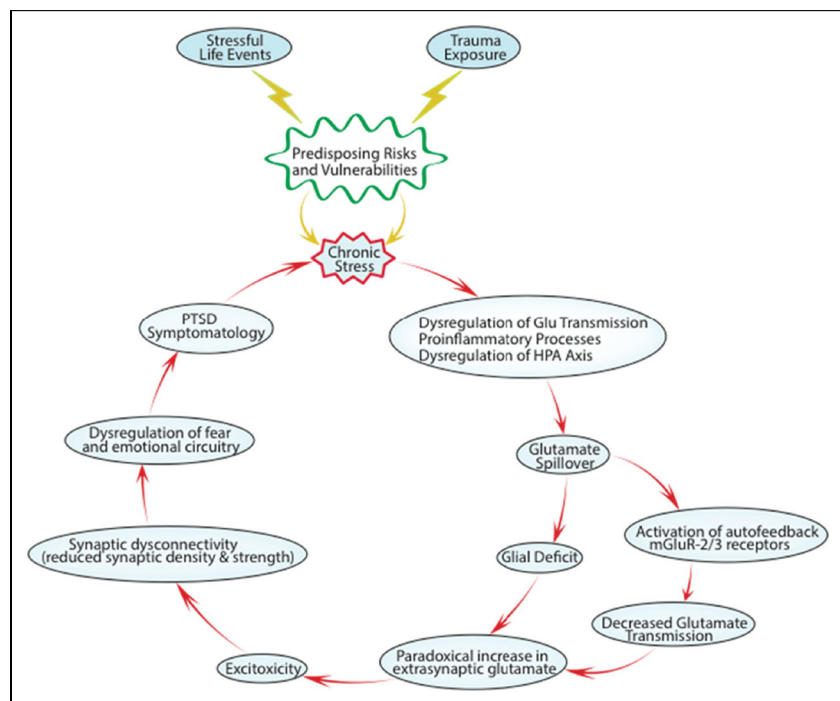 Stressful
Life Events
Trauma
Exposure
Predisposing Risks
and Vulnerabilities
Chronic
Stress
PTSD
Symptomatology
Dysregulation of Glu Transmission
Proinflammatory Processes
Dysregulation of HPA Axis
Dysregulation of fear
and emotional circuitry
Glutamate
Spillover
Synaptic dysconnectivity
(reduced synaptic density & strength)
Activation of autofeedback
mGluR-2/3 receptors
Glial Deficit
Decreased Glutamate
Transmission
Paradoxical increase in
extrasynaptic glutamate
Excitoxicity